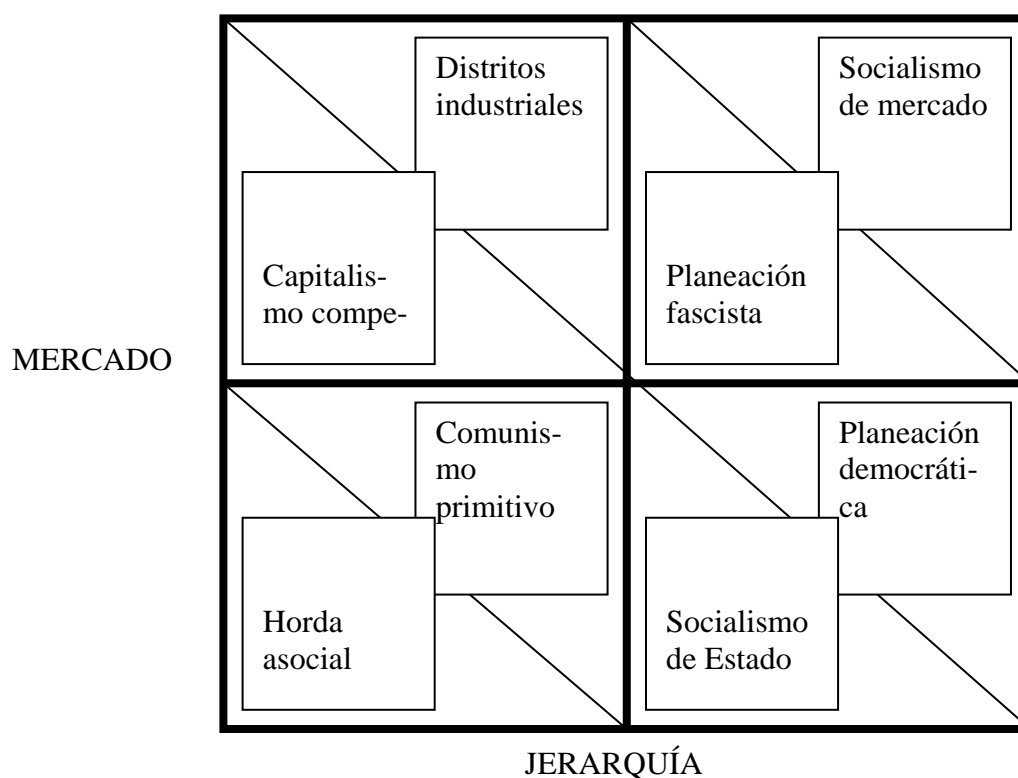 Distritos
industriales
Socialismo
de mercado
Capitalis-
mo compe-
Planeación
fascista
MERCADO
Comunis-
mo
primitivo
Planeación
democráti-
ca
Horda
asocial
Socialismo
de Estado
JERARQUÍA